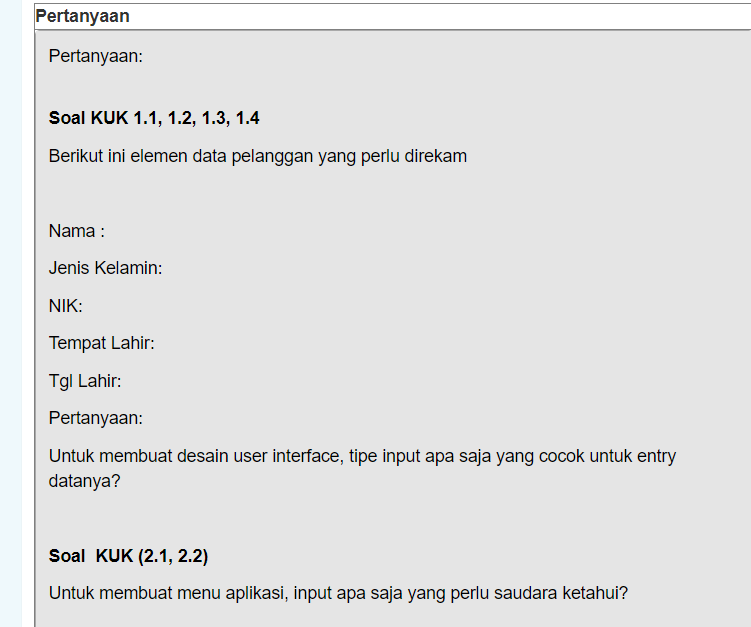 Pertanyaan
Pertanyaan:
Soal KUK 1.1, 1.2, 1.3, 1.4
Berikut ini elemen data pelanggan yang perlu direkam
Nama :
Jenis Kelamin:
NIK:
Tempat Lahir:
Tgl Lahir:
Pertanyaan:
Untuk membuat desain user interface, tipe input apa saja yang cocok untuk entry
datanya?
Soal  KUK (2.1, 2.2)
Untuk membuat menu aplikasi, input apa saja yang perlu saudara ketahui?